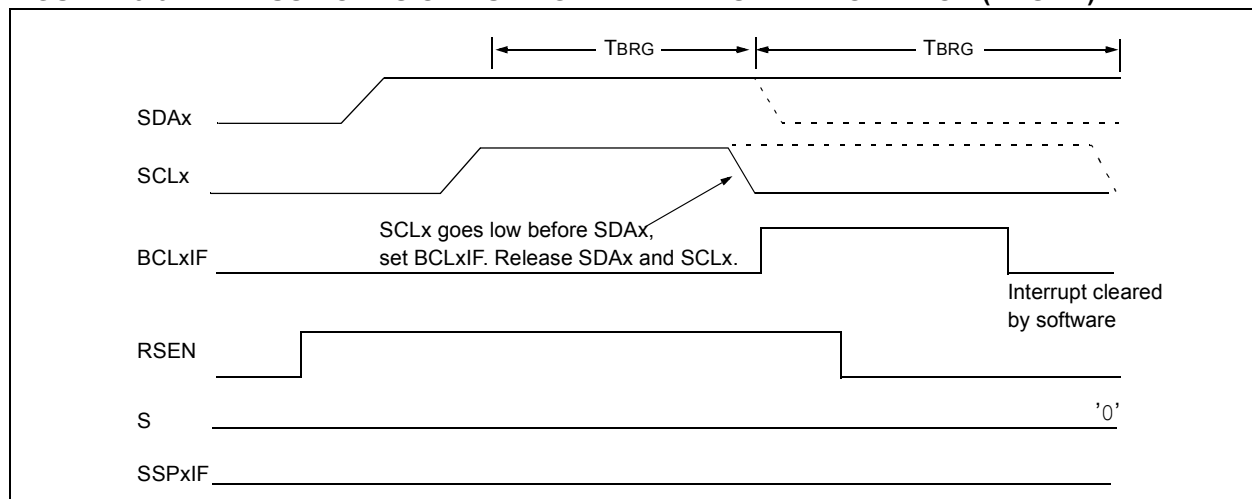 TBRG TBRG
SDAx
SCLx
SCLx goes low before SDAx,
set BCLxIF. Release SDAx and SCLx.
BCLxIF
Interrupt cleared
by software
RSEN
S '0'
SSPxIF